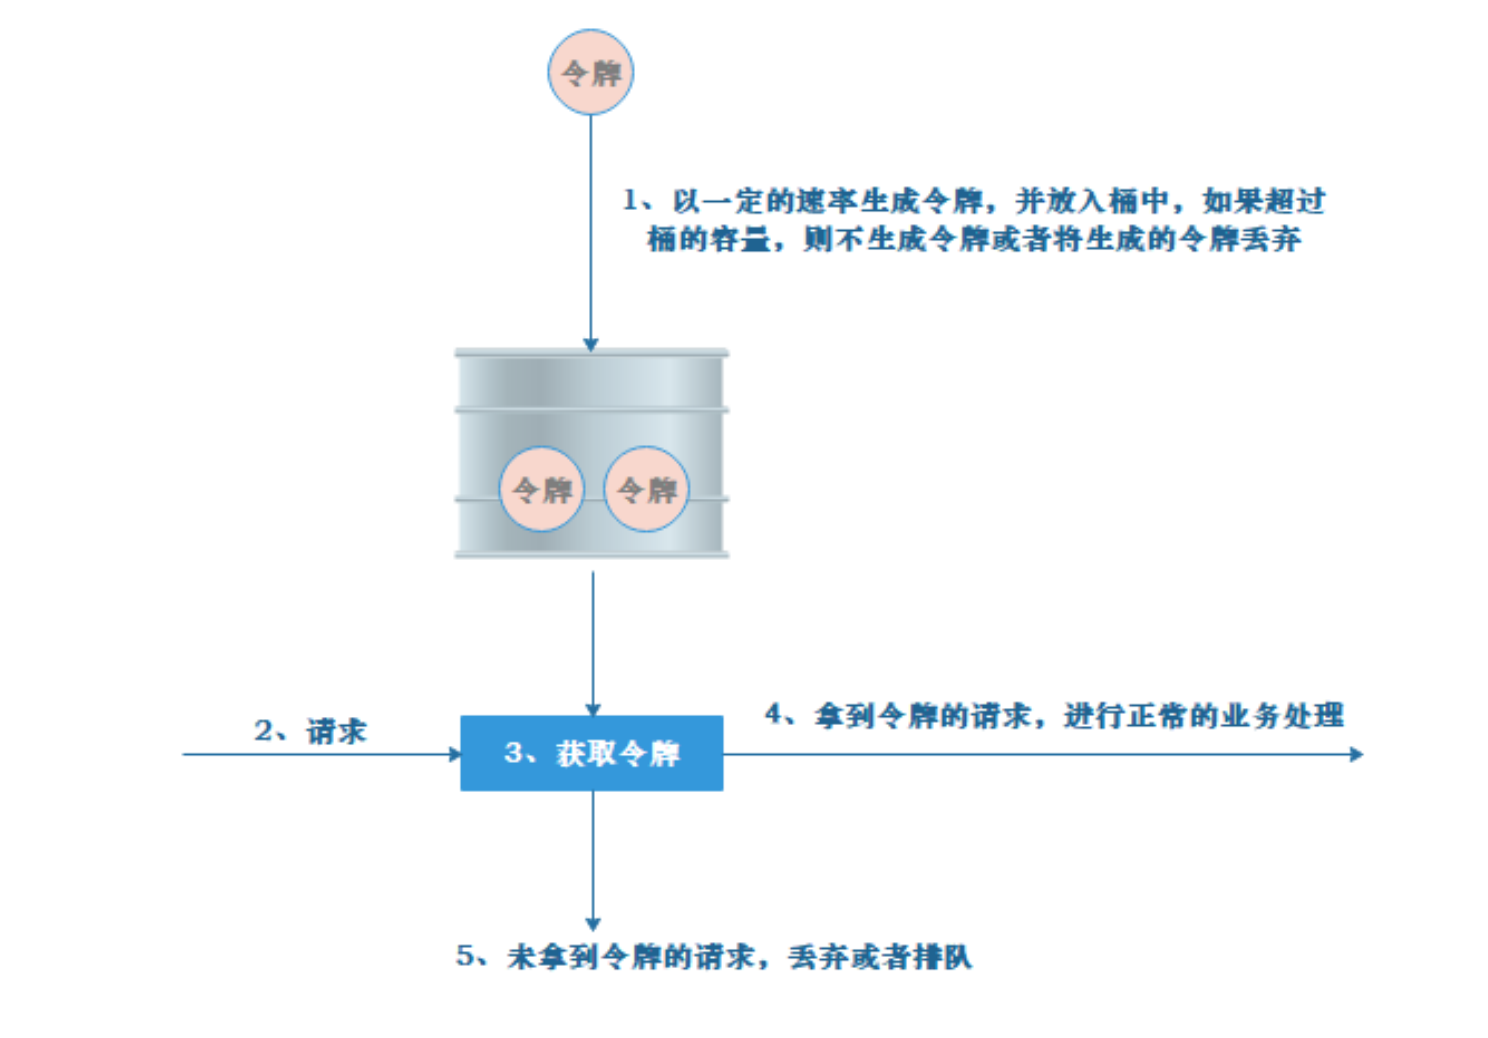 令牌
1、以一定的速率生成令牌，并放入桶中，如果超过
桶的容量，则不生成令牌或者将生成的令牌丢弃
令牌 令牌
2、请求
3、获取令牌
4、拿到令牌的请求，进行正常的业务处理
5、未拿到令牌的请求，丢弃或者排队